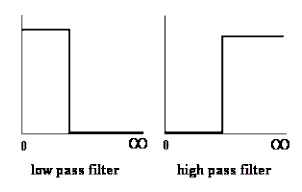 0 ∞ 0 ∞
low pass filter high pass filter